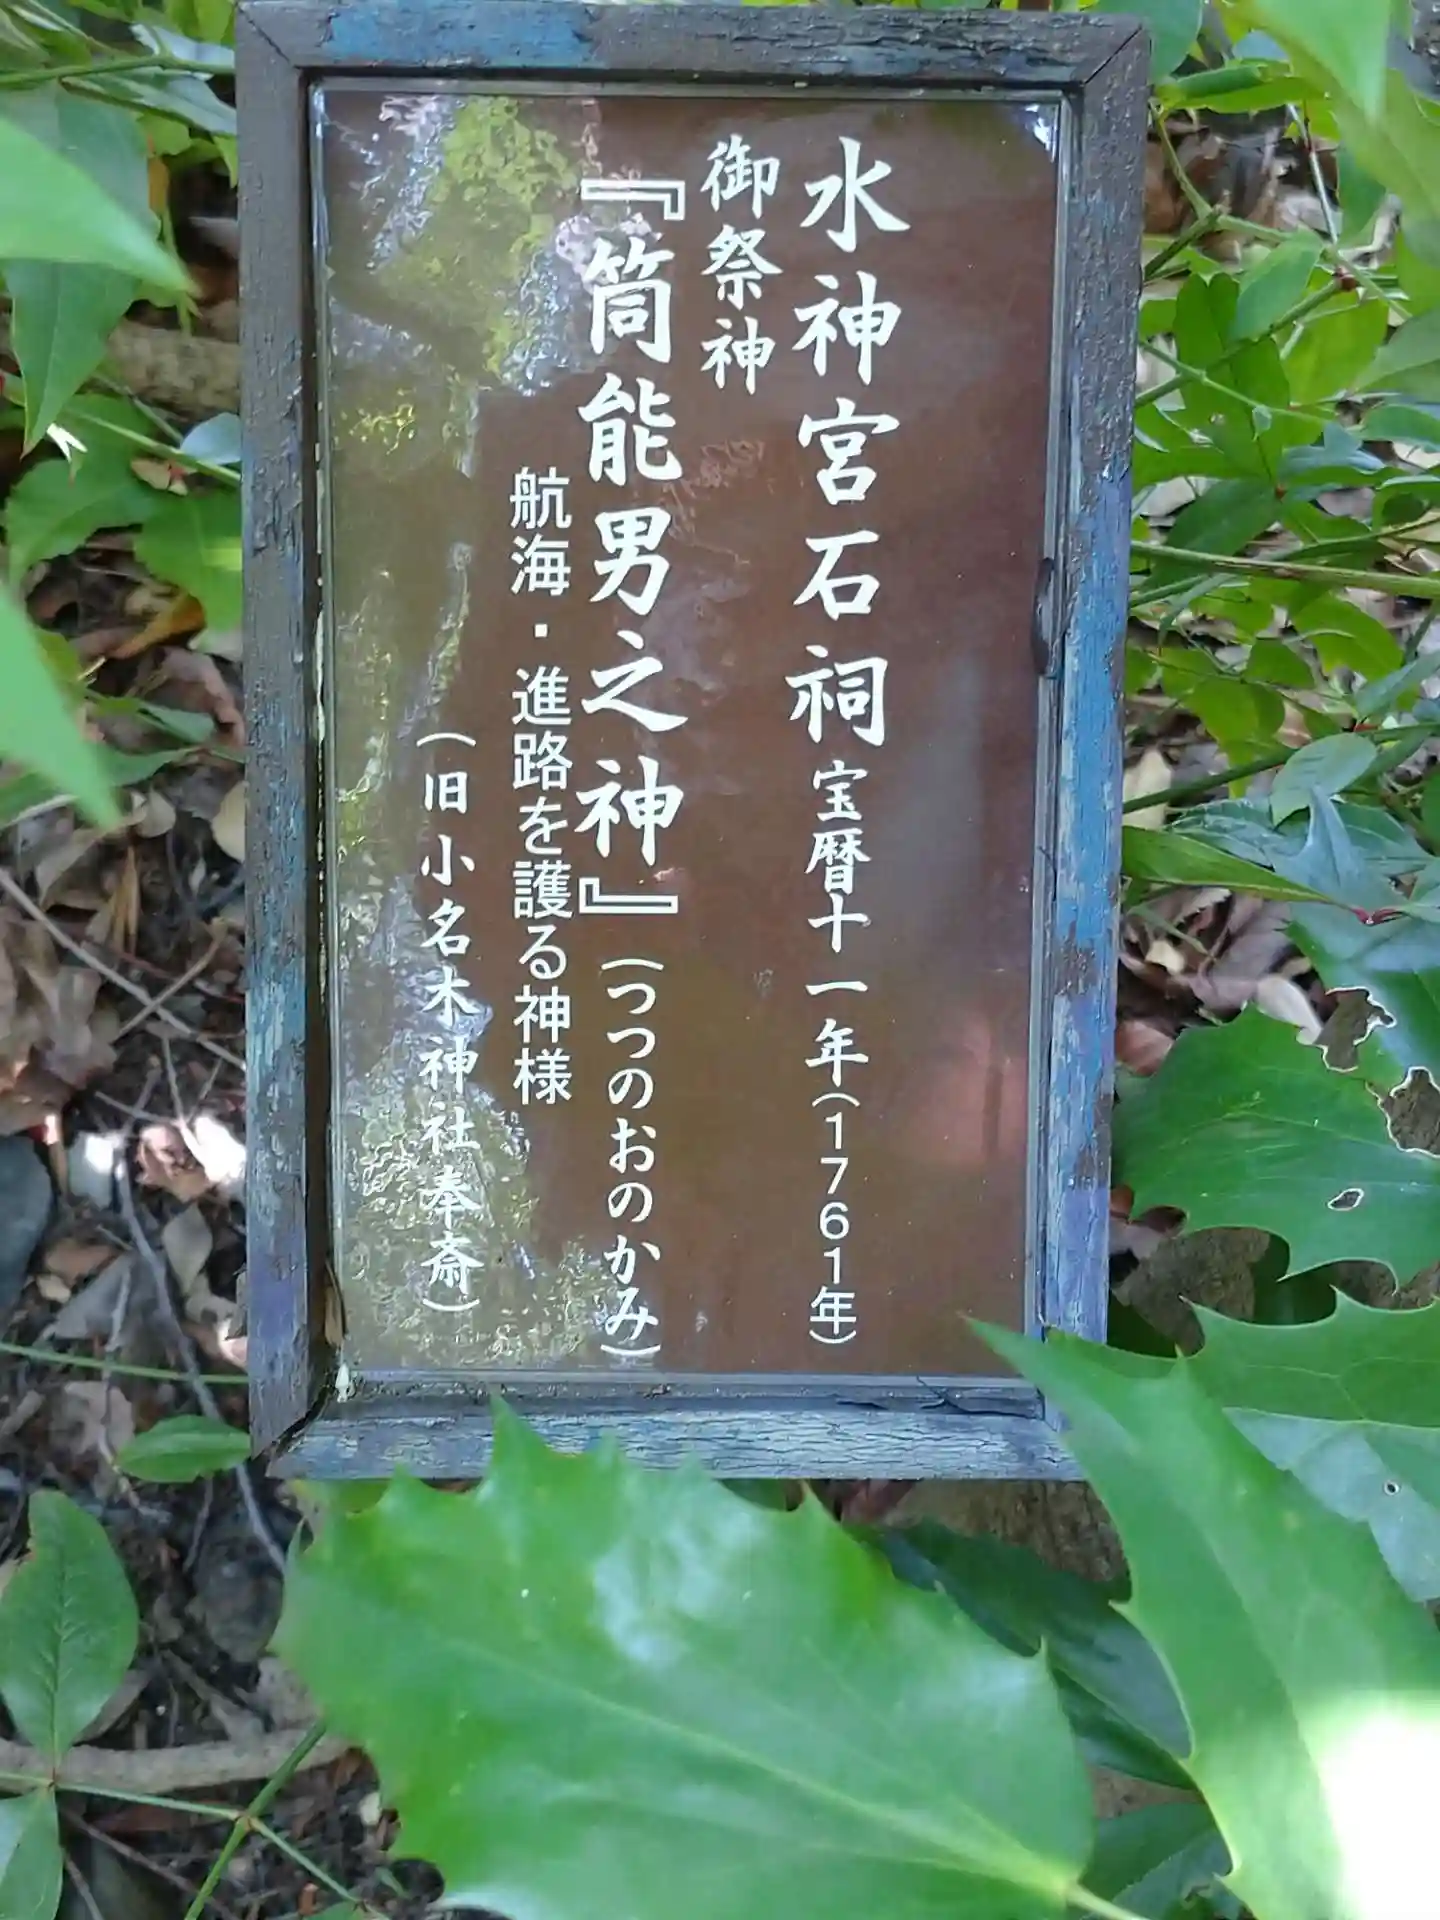 水神宮石祠宝暦十一年(1761年)
御祭神
『筒能男之神』(つつのおのかみ)
航海・進路を護る神様
(旧小名木神社奉斎)